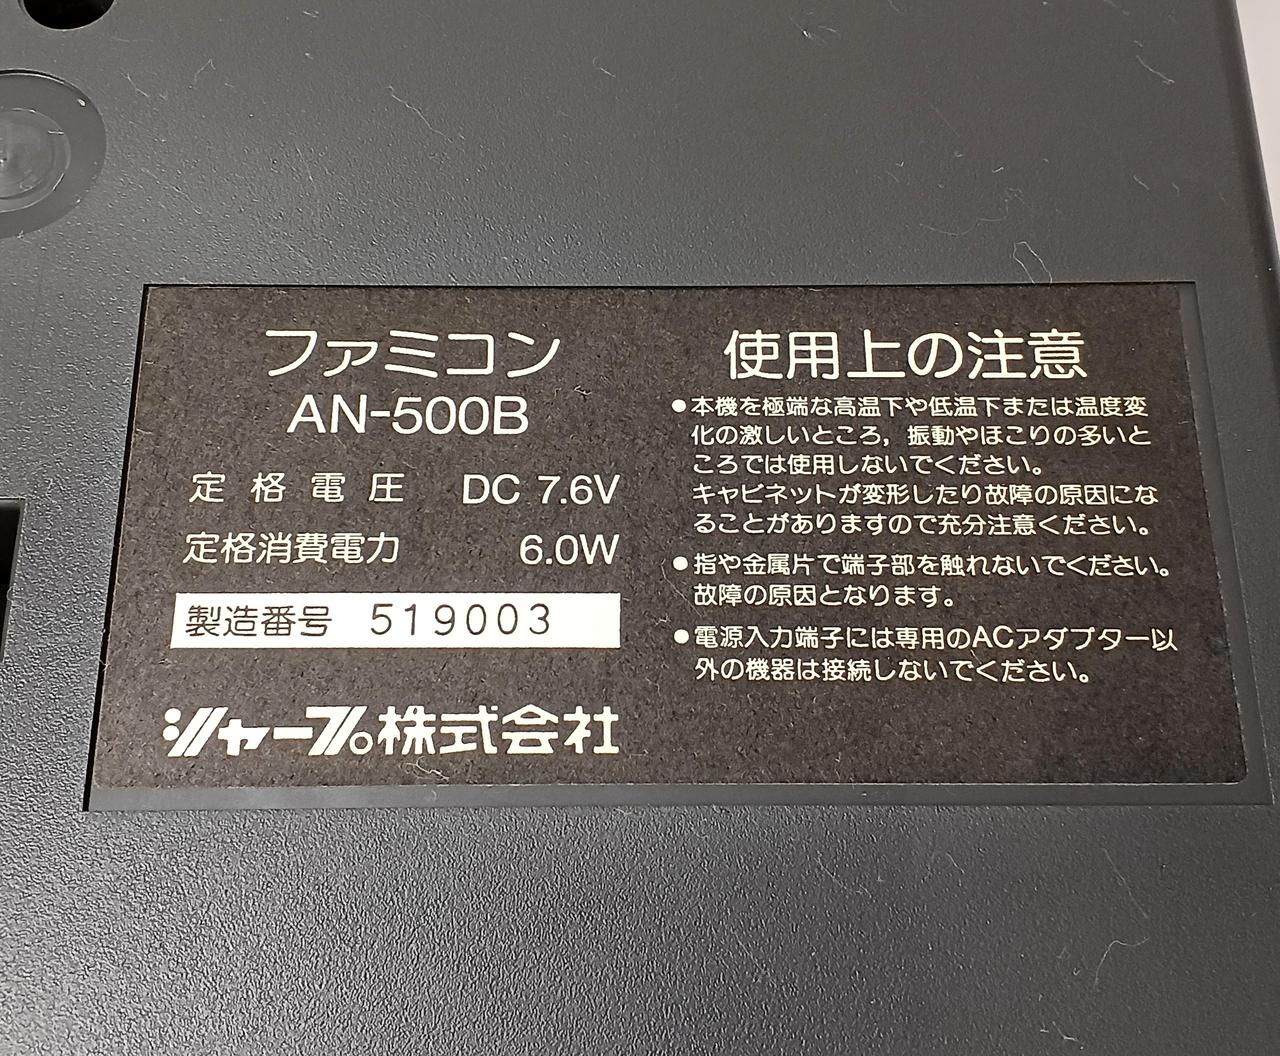 ファミコン
AN-500B
定格電圧 DC 7.6V
定格消費電力 6.0W
製造番号 519003
シャープ株式会社
使用上の注意
●本機を極端な高温下や低温下または温度変
化の激しいところ，振動やほこりの多いと
ころでは使用しないでください。
キャビネットが変形したり故障の原因にな
ることがありますので充分注意ください。
●指や金属片で端子部を触れないでください。
故障の原因となります。
●電源入力端子には専用のACアダプター以
外の機器は接続しないでください。